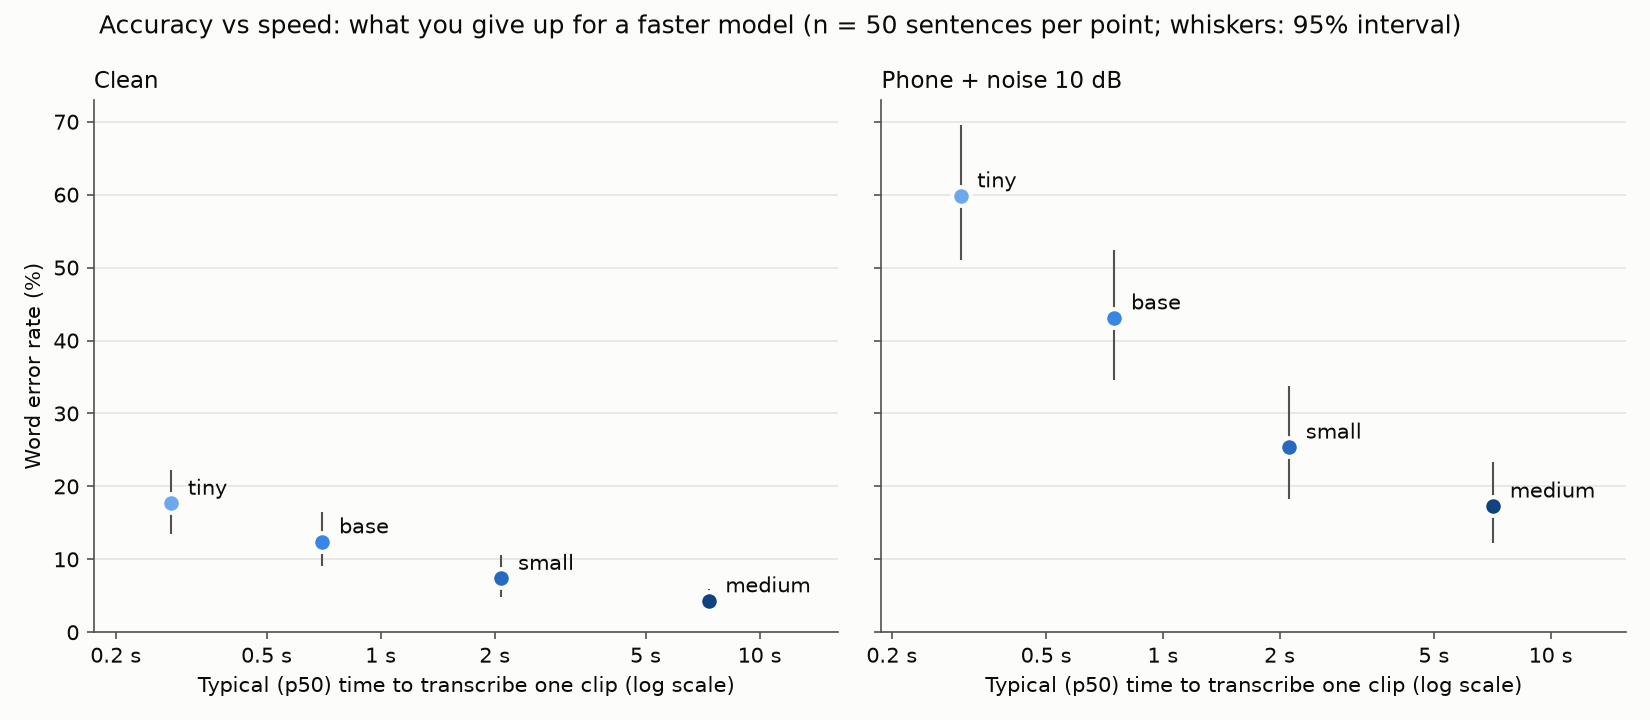 Accuracy vs speed: what you give up for a faster model (n = 50 sentences per point; whiskers: 95% interval)
Clean
Word error rate (%)
70
60
50
40
30
20
10
0
tiny
base
small
medium
0.2 s
0.5 s
1 s
2 s
5 s
10 s
Typical (p50) time to transcribe one clip (log scale)
Phone + noise 10 dB
tiny
base
small
medium
0.2 s
0.5 s
1 s
2 s
5 s
10 s
Typical (p50) time to transcribe one clip (log scale)